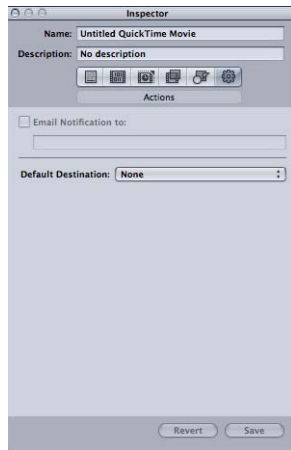 Inspector
Name: Untitled QuickTime Movie
Description: No description
Actions
Email Notification to:
Default Destination: None
Revert Save